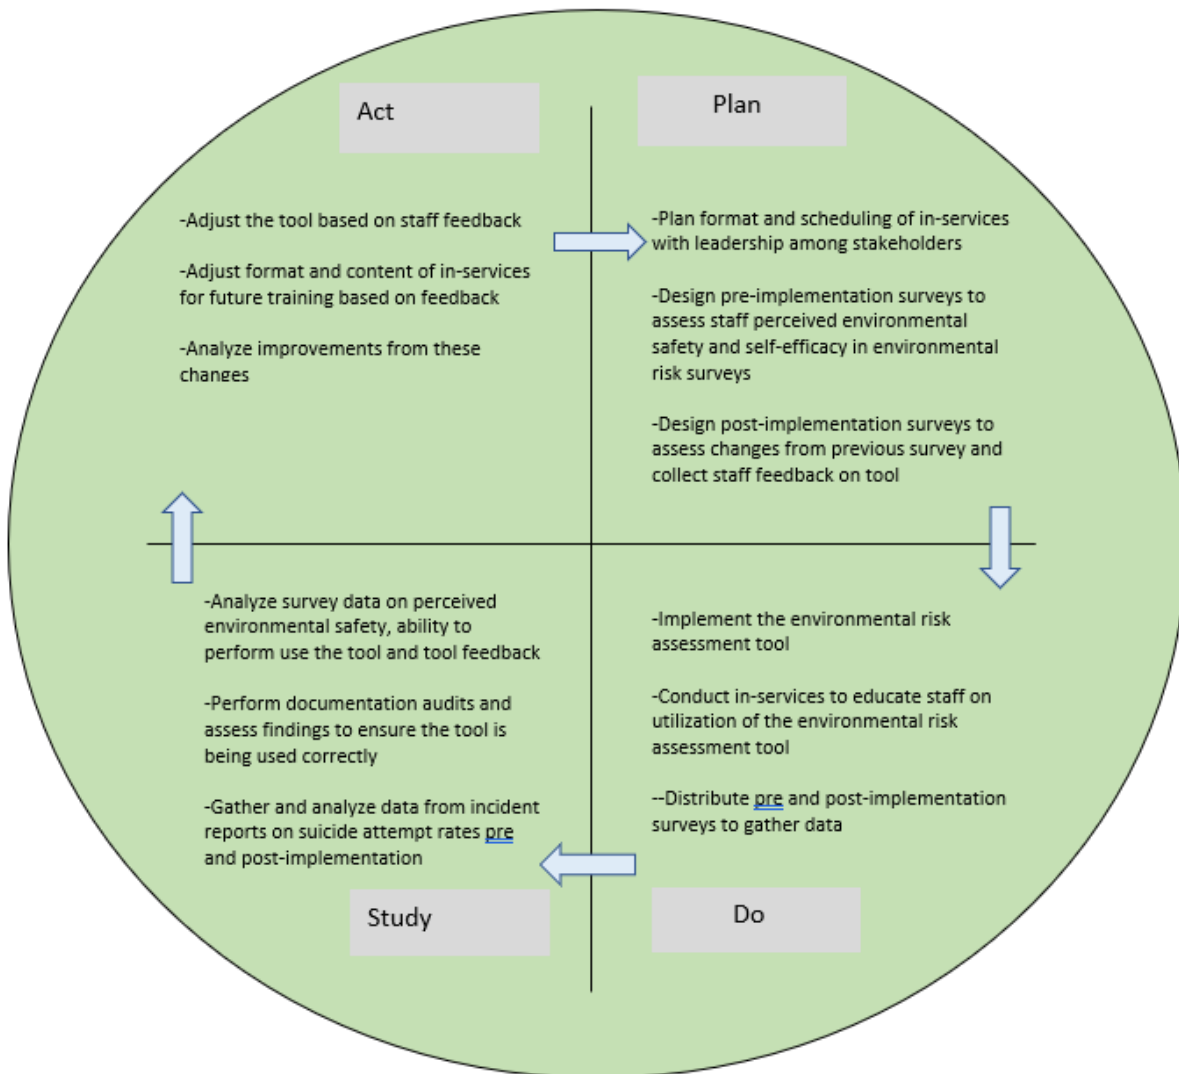 Act
-Adjust the tool based on staff feedback
-Adjust format and content of in-services
for future training based on feedback
-Analyze improvements from these
changes
Plan
-Plan format and scheduling of in-services
with leadership among stakeholders
-Design pre-implementation surveys to
assess staff perceived environmental
safety and self-efficacy in environmental
risk surveys
-Design post-implementation surveys to
assess changes from previous survey and
collect staff feedback on tool
-Analyze survey data on perceived
environmental safety, ability to
perform use the tool and tool feedback
-Perform documentation audits and
assess findings to ensure the tool is
being used correctly
-Gather and analyze data from incident
reports on suicide attempt rates pre
and post-implementation
Study
-Implement the environmental risk
assessment tool
-Conduct in-services to educate staff on
utilization of the environmental risk
assessment tool
--Distribute pre and post-implementation
surveys to gather data
Do